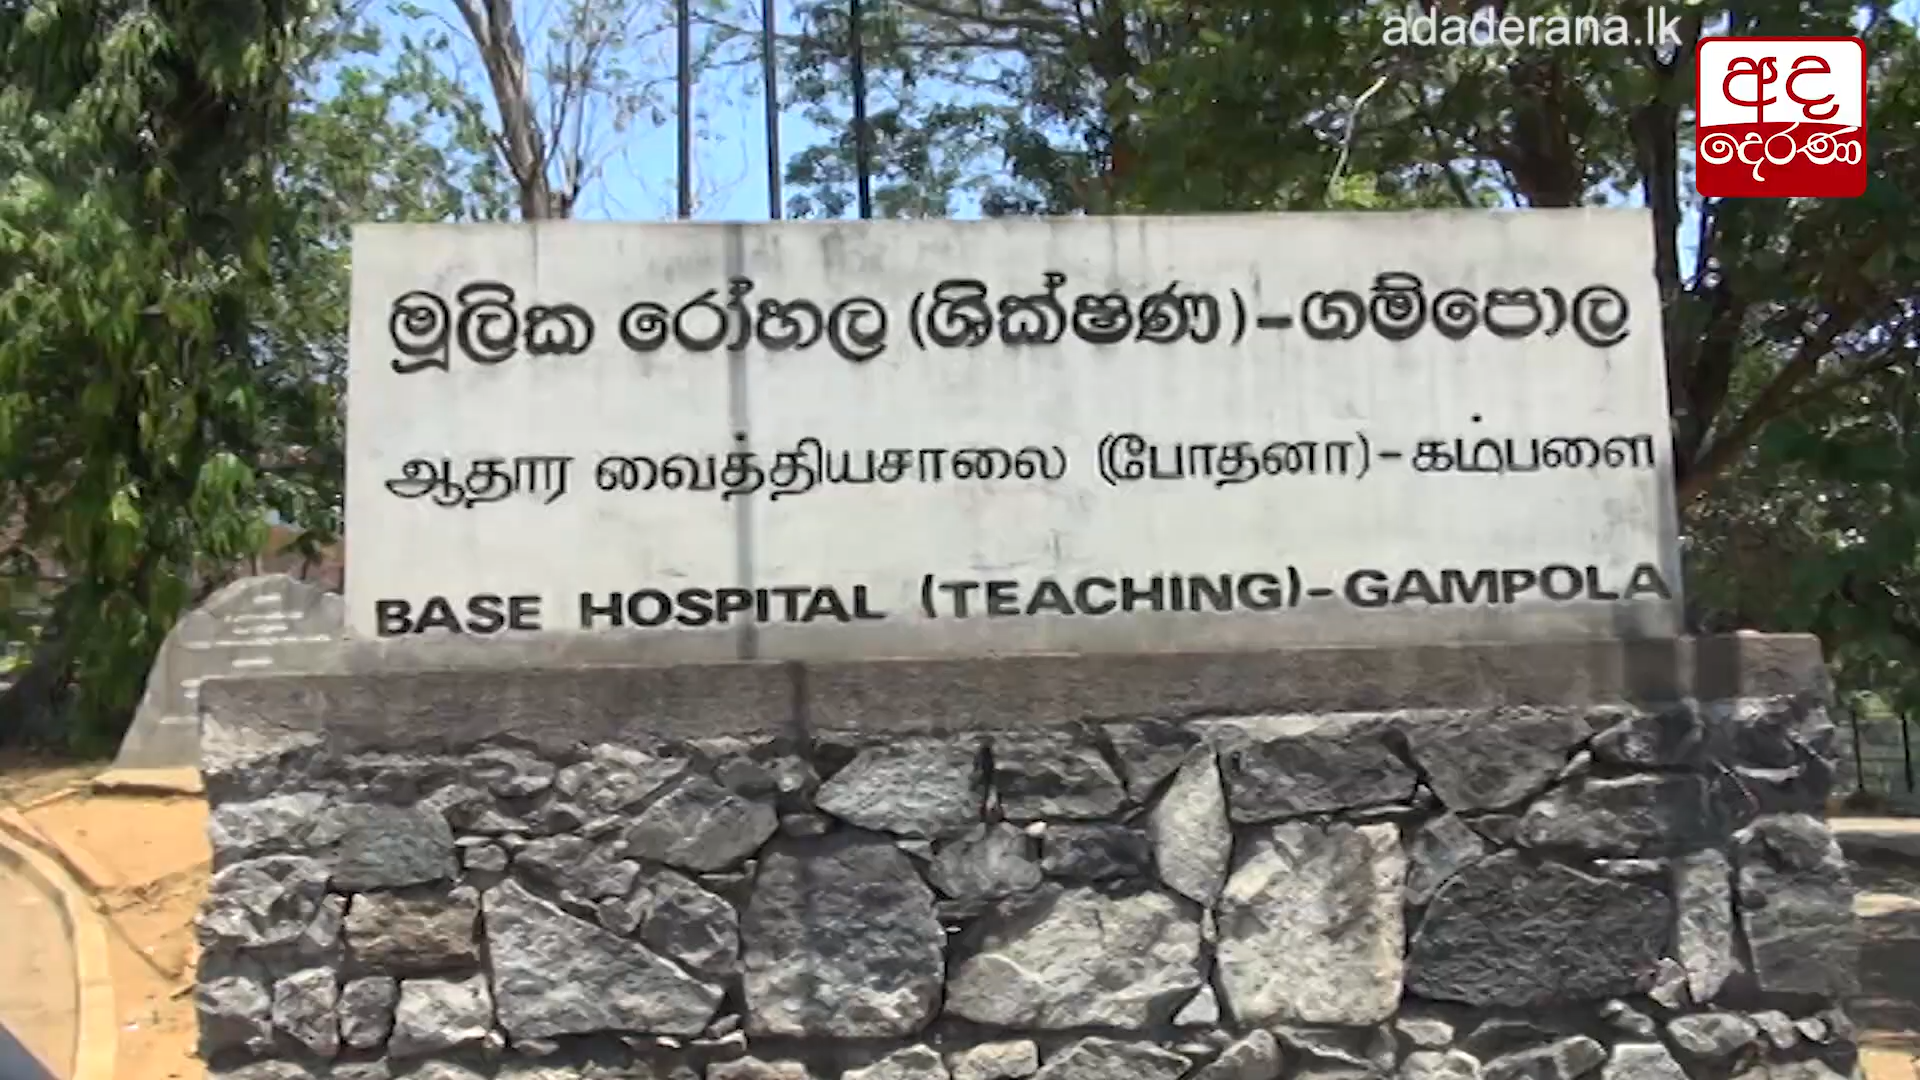 adaderana.lk
අද
දෙරණ
මූලික රෝහල (ශික්ෂණ) - ගම්පොල
ஆதார வைத்தியசாலை (போதனா) - கம்பளை
BASE HOSPITAL (TEACHING) - GAMPOLA